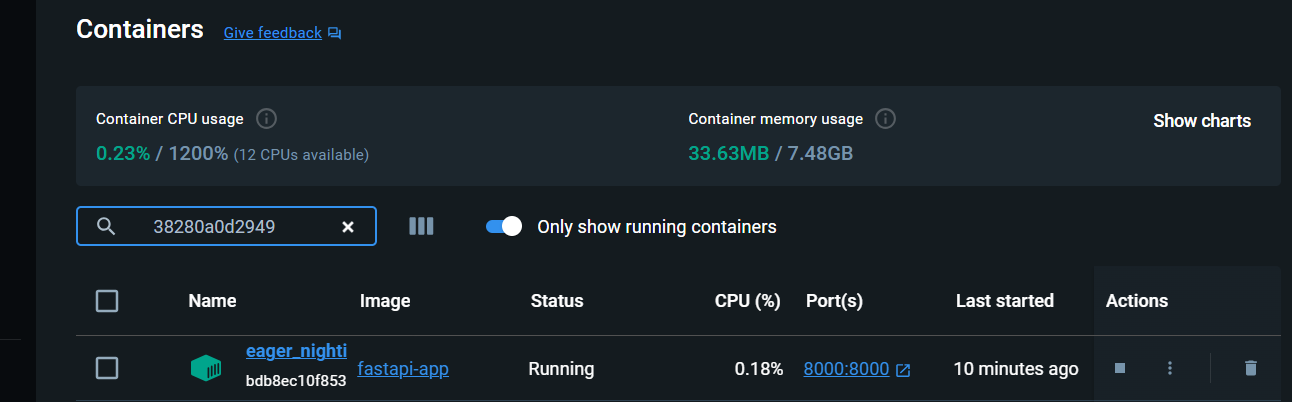 Containers Give feedback
Container CPU usage
Container memory usage
Show charts
0.23% / 1200% (12 CPUs available)
33.63MB / 7.48GB
38280a0d2949
Only show running containers
Name Image Status CPU (%) Port(s) Last started Actions
eager_nighti
bdb8ec10f853
fastapi-app Running 0.18% 8000:8000 10 minutes ago